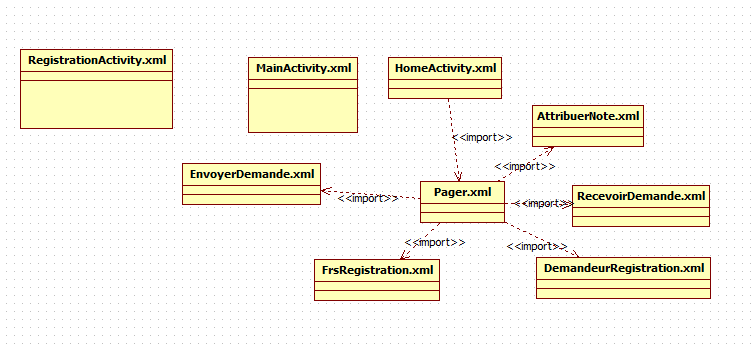 RegistrationActivity.xml
MainActivity.xml
HomeActivity.xml
AttribuerNote.xml
<<import>>
<<import>>
EnvoyerDemande.xml
Pager.xml
RecevoirDemande.xml
<<import>>
<<import>>
<<import>>
<<import>>
FrsRegistration.xml
DemandeurRegistration.xml